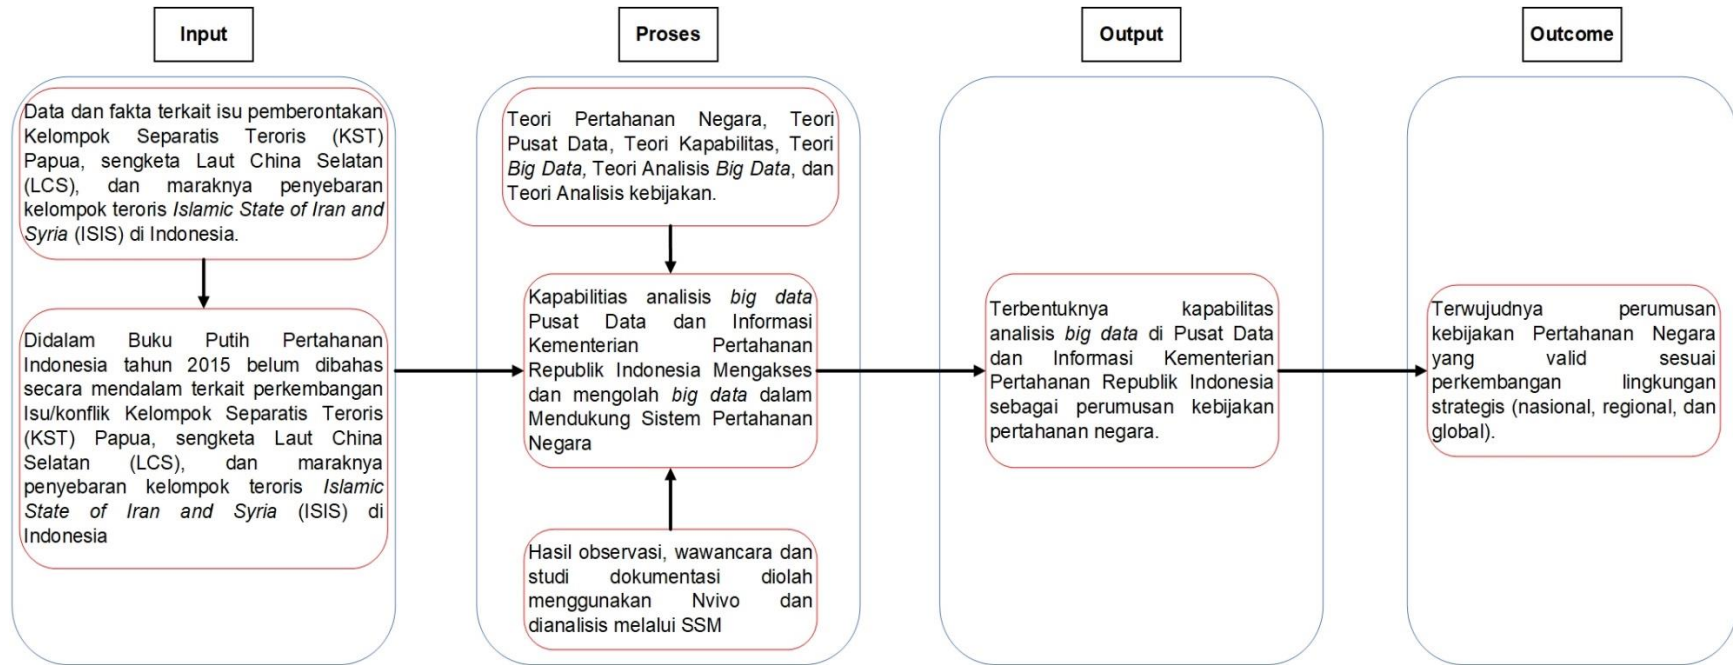 Input
Data dan fakta terkait isu pemberontakan
Kelompok Separatis Teroris (KST)
Papua, sengketa Laut China Selatan
(LCS), dan maraknya penyebaran
kelompok teroris Islamic State of Iran and
Syria (ISIS) di Indonesia.
Didalam Buku Putih Pertahanan
Indonesia tahun 2015 belum dibahas
secara mendalam terkait perkembangan
Isu/konflik Kelompok Separatis Teroris
(KST) Papua, sengketa Laut China
Selatan (LCS), dan maraknya
penyebaran kelompok teroris Islamic
State of Iran and Syria (ISIS) di
Indonesia
Proses
Teori Pertahanan Negara, Teori
Pusat Data, Teori Kapabilitas, Teori
Big Data, Teori Analisis Big Data, dan
Teori Analisis kebijakan.
Kapabilitias analisis big data
Pusat Data dan Informasi
Kementerian Pertahanan
Republik Indonesia Mengakses
dan mengolah big data dalam
Mendukung Sistem Pertahanan
Negara
Hasil observasi, wawancara dan
studi dokumentasi diolah
menggunakan Nvivo dan
dianalisis melalui SSM
Output
Terbentuknya kapabilitas
analisis big data di Pusat Data
dan Informasi Kementerian
Pertahanan Republik Indonesia
sebagai perumusan kebijakan
pertahanan negara.
Outcome
Terwujudnya perumusan
kebijakan Pertahanan Negara
yang valid sesuai
perkembangan lingkungan
strategis (nasional, regional, dan
global).